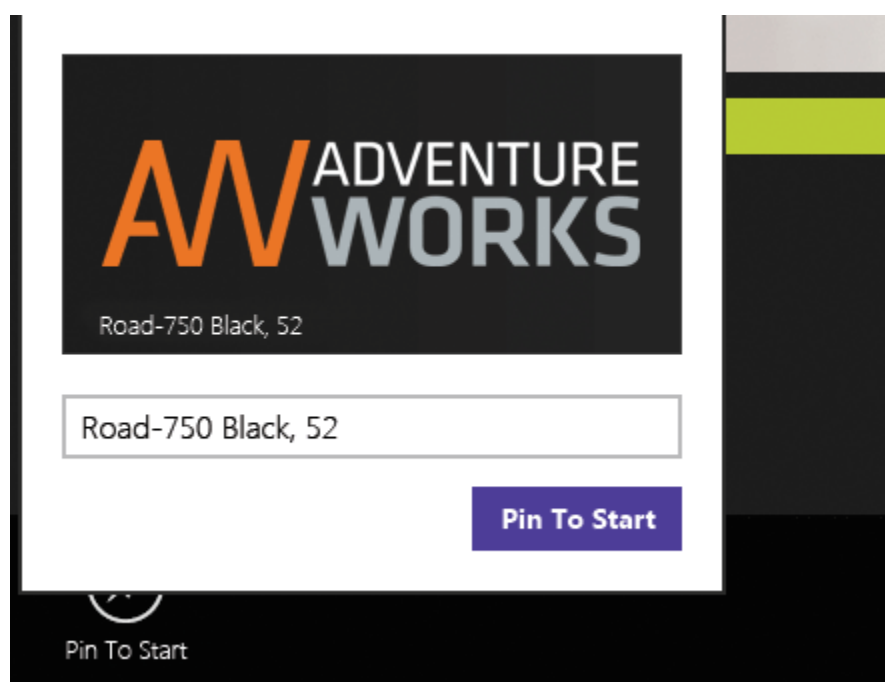 AW ADVENTURE
WORKS
Road-750 Black, 52
Road-750 Black, 52
Pin To Start
Pin To Start